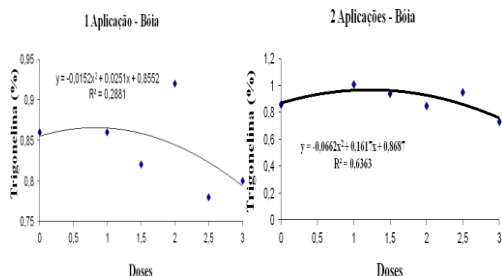 1 Aplicação - Bóia
Trigonelina (%)
0,95
0,9
0,85
0,8
0,75
y = -0,0152x² + 0,0251x + 0,8552
R² = 0,2881
0 0,5 1 1,5 2 2,5 3
Doses
2 Aplicações - Bóia
Trigonelina (%)
1,2
1
0,8
0,6
0,4
0,2
0
y = -0,0662x² + 0,1617x + 0,8687
R² = 0,6363
0 0,5 1 1,5 2 2,5 3
Doses